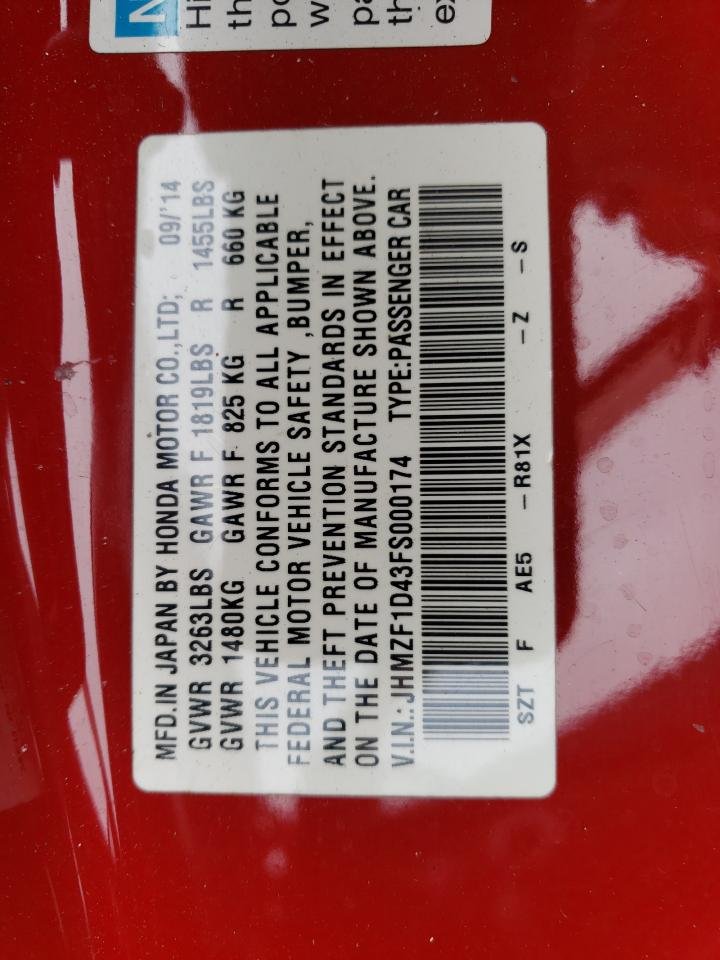 MFD.IN JAPAN BY HONDA MOTOR CO.,LTD; 09/'14
GVWR 3263LBS GAWR F 1819LBS R 1455LBS
GVWR 1480KG GAWR F 825 KG R 660 KG
THIS VEHICLE CONFORMS TO ALL APPLICABLE
FEDERAL MOTOR VEHICLE SAFETY ,BUMPER,
AND THEFT PREVENTION STANDARDS IN EFFECT
ON THE DATE OF MANUFACTURE SHOWN ABOVE.
V.I.N.: JHMZF1D43FS000174 TYPE:PASSENGER CAR
SZT F AE5 – R81X – Z – S